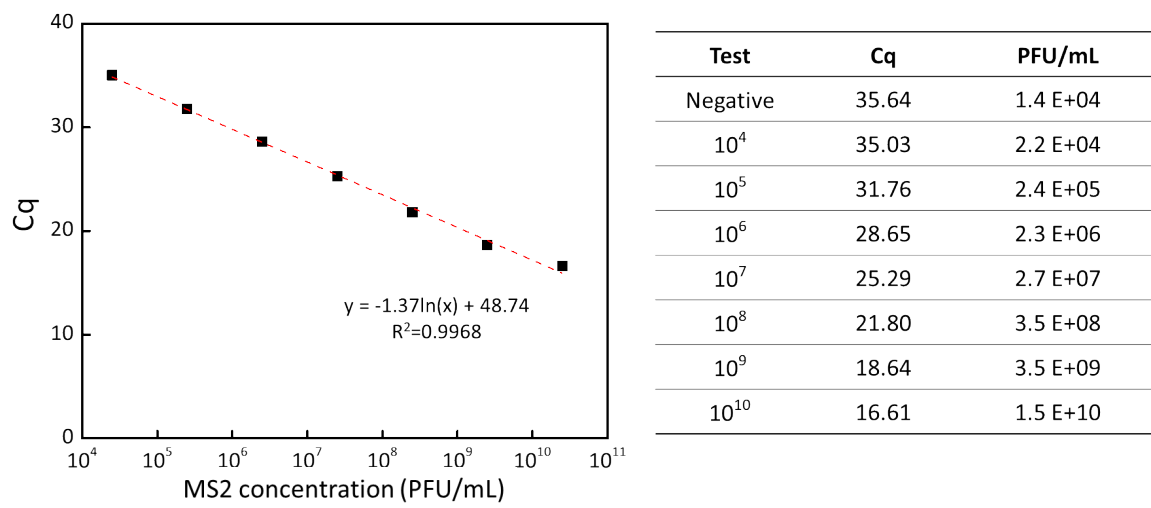 40
30
20
10
0
Cq
y = -1.37ln(x) + 48.74
R²=0.9968
10⁴ 10⁵ 10⁶ 10⁷ 10⁸ 10⁹ 10¹⁰ 10¹¹
MS2 concentration (PFU/mL)
Test Cq PFU/mL
Negative 35.64 1.4 E+04
10⁴ 35.03 2.2 E+04
10⁵ 31.76 2.4 E+05
10⁶ 28.65 2.3 E+06
10⁷ 25.29 2.7 E+07
10⁸ 21.80 3.5 E+08
10⁹ 18.64 3.5 E+09
10¹⁰ 16.61 1.5 E+10